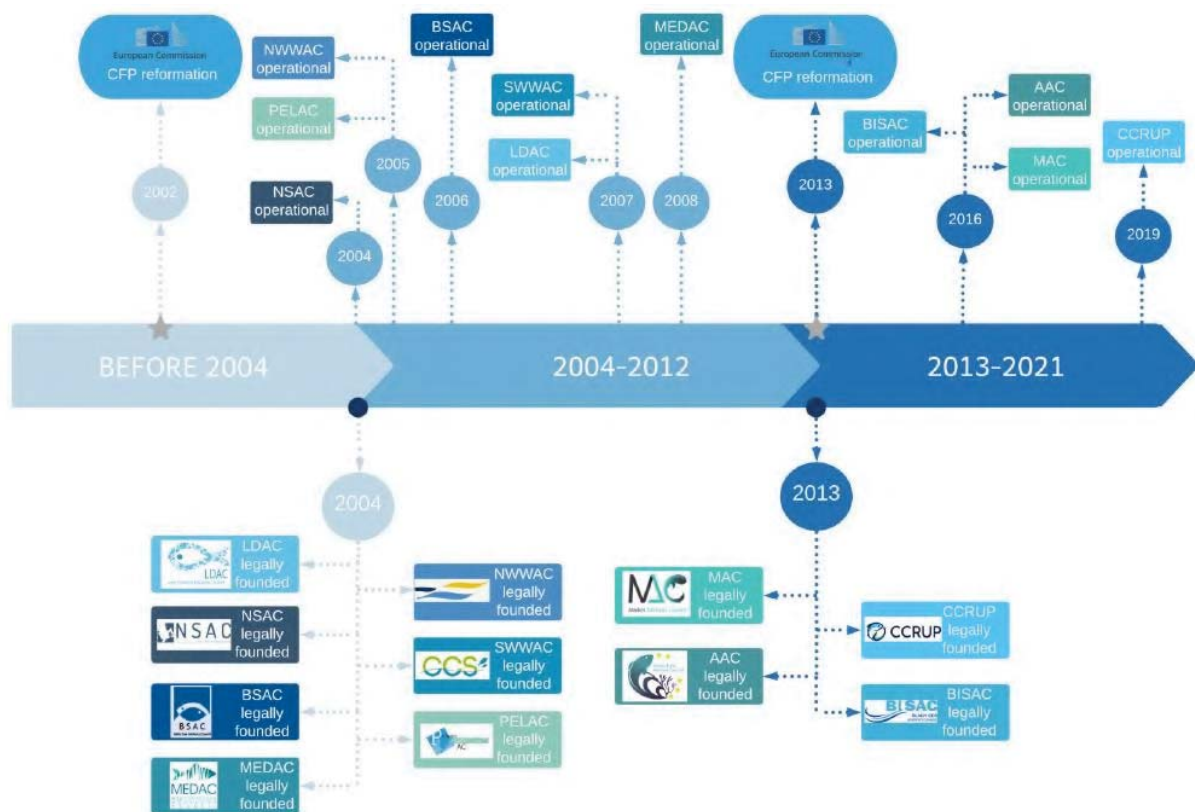 European Commission
CFP reformation
NWWAC
operational
PELAC
operational
NSAC
operational
BSAC
operational
SWWAC
operational
LDAC
operational
MEDAC
operational
European Commission
CFP reformation
BISAC
operational
AAC
operational
MAC
operational
CCRUP
operational
2002
2004
2005
2006
2007
2008
2013
2016
2019
BEFORE 2004
2004-2012
2013-2021
2004
2013
LDAC
LDAC
legally
founded
NSAC
NSAC
legally
founded
BSAC
BSAC
legally
founded
MEDAC
MEDAC
legally
founded
NWWAC
legally
founded
CCS
SWWAC
legally
founded
AC
PELAC
legally
founded
MAC
MAC
legally
founded
AAC
legally
founded
CCRUP
CCRUP
legally
founded
BISAC
BISAC
legally
founded